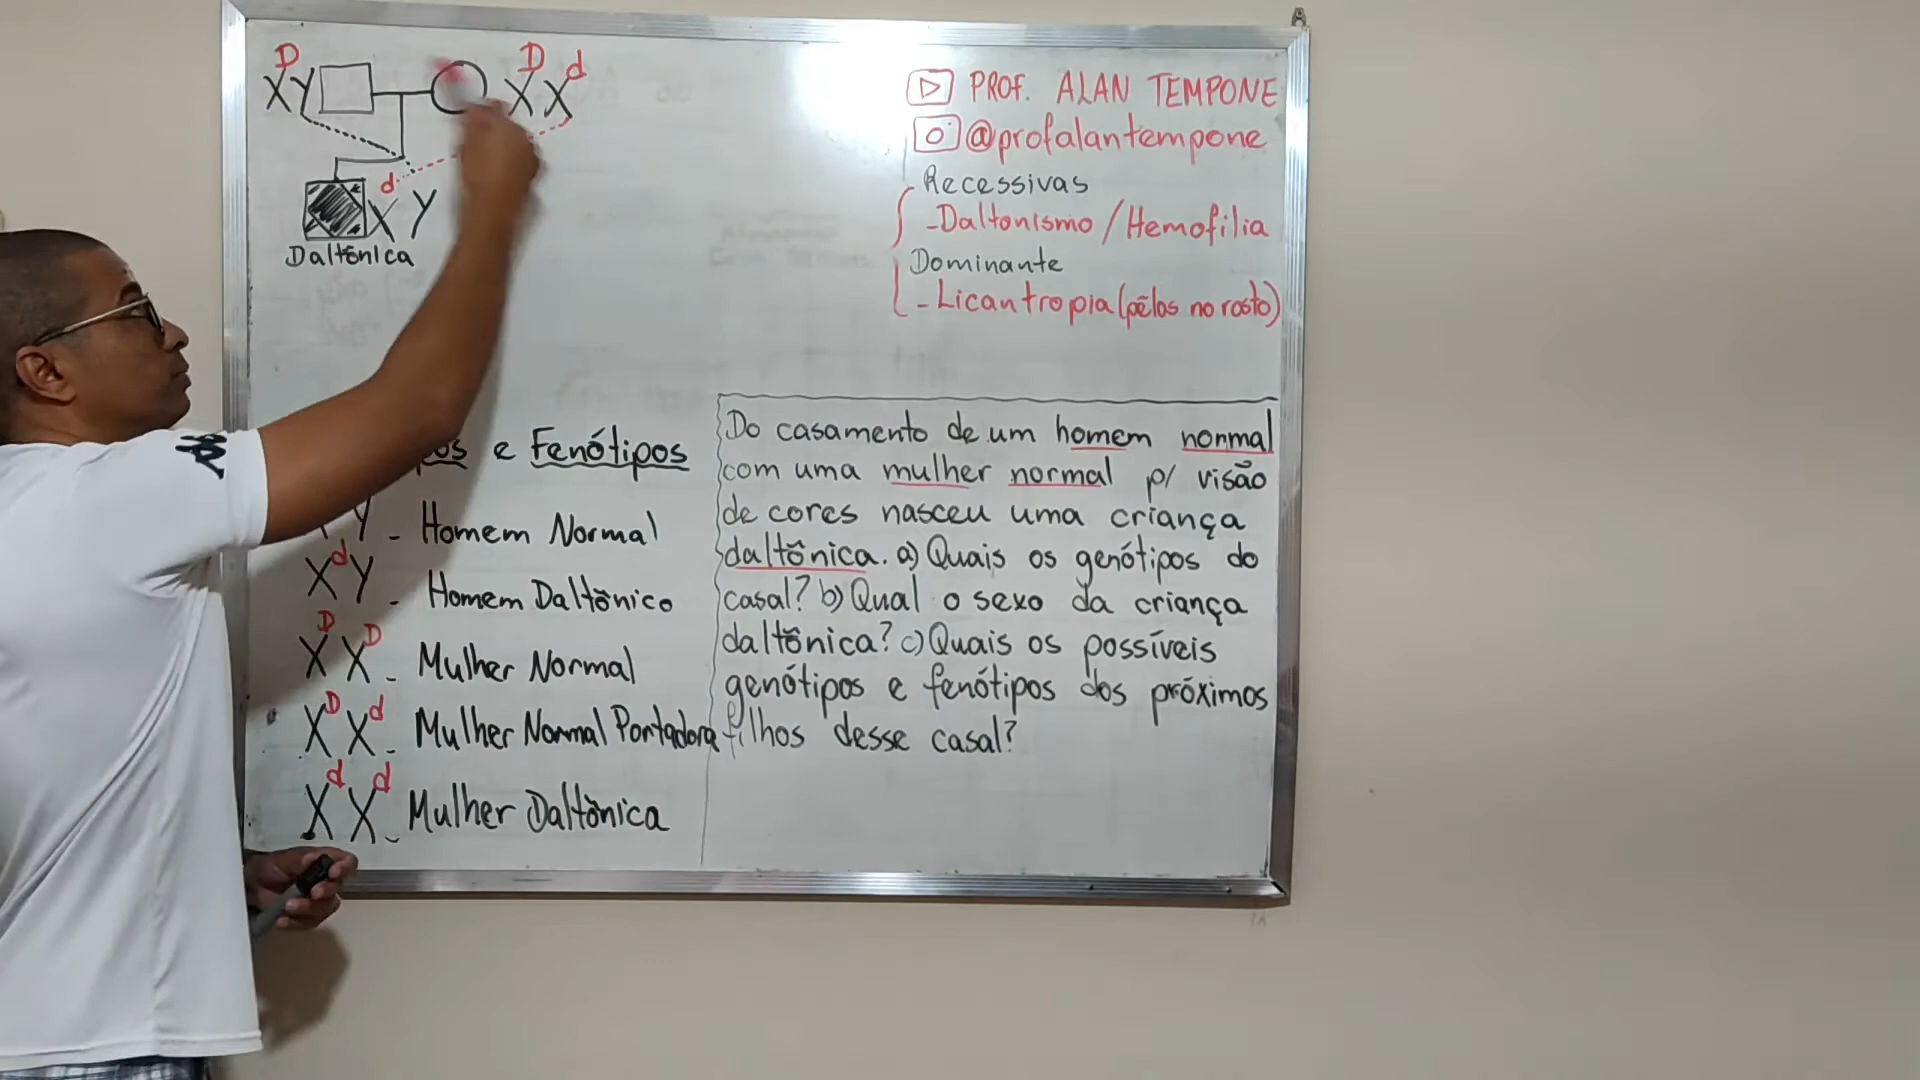 X^D Y X^D X^d
X^d Y
Daltônica
PROF. ALAN TEMPONE
@profalantempone
Recessivas
-Daltonismo / Hemofilia
Dominante
-Licantropia (pêlos no rosto)
e Fenótipos
Y - Homem Normal
X^d Y - Homem Daltônico
X^D X^D - Mulher Normal
X^D X^d - Mulher Normal Portadora
X^d X^d - Mulher Daltônica
Do casamento de um homem normal
com uma mulher normal p/ visão
de cores nasceu uma criança
daltônica. a) Quais os genótipos do
casal? b) Qual o sexo da criança
daltônica? c) Quais os possíveis
genótipos e fenótipos dos próximos
filhos desse casal?